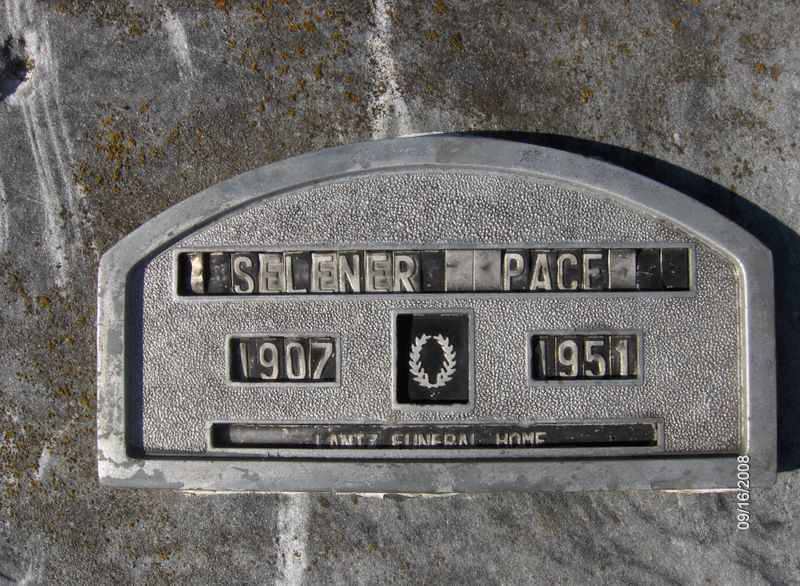 SELENER PACE
1907 1951
LANTZ FUNERAL HOME
09/16/2008